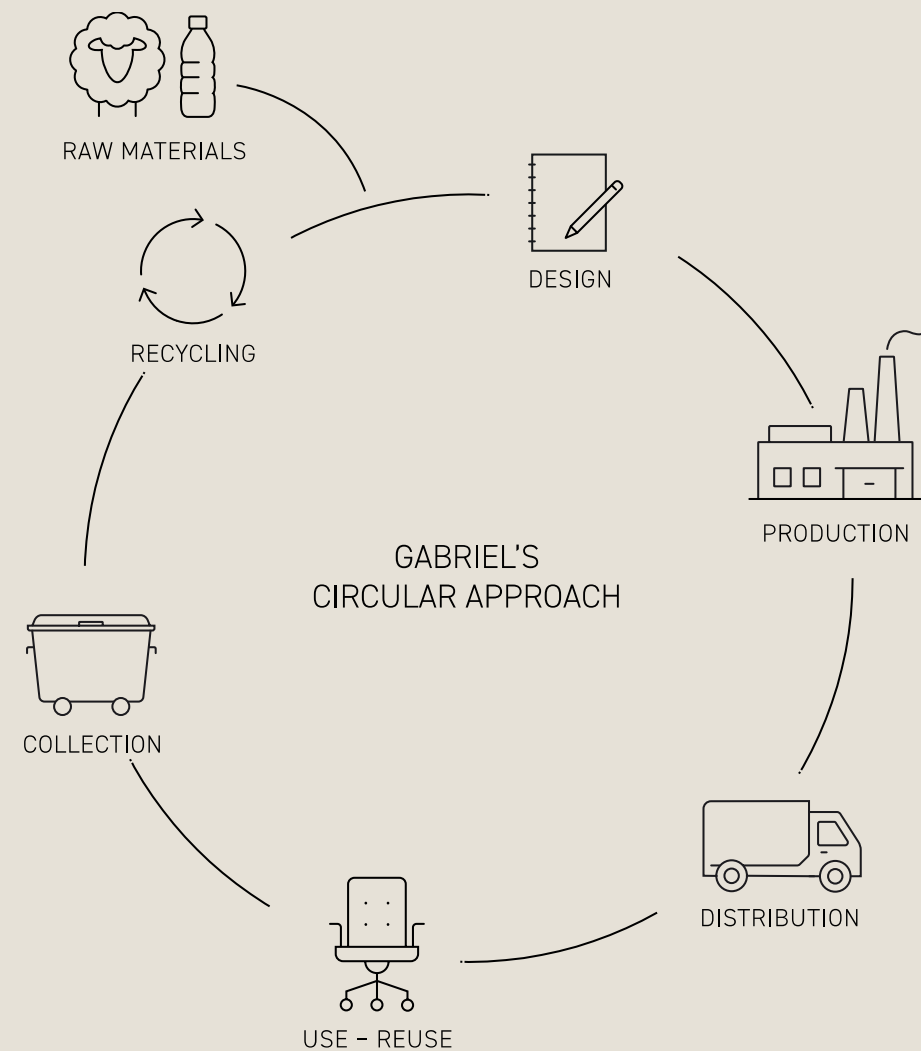 RAW MATERIALS
DESIGN
RECYCLING
PRODUCTION
GABRIEL'S
CIRCULAR APPROACH
COLLECTION
DISTRIBUTION
USE – REUSE